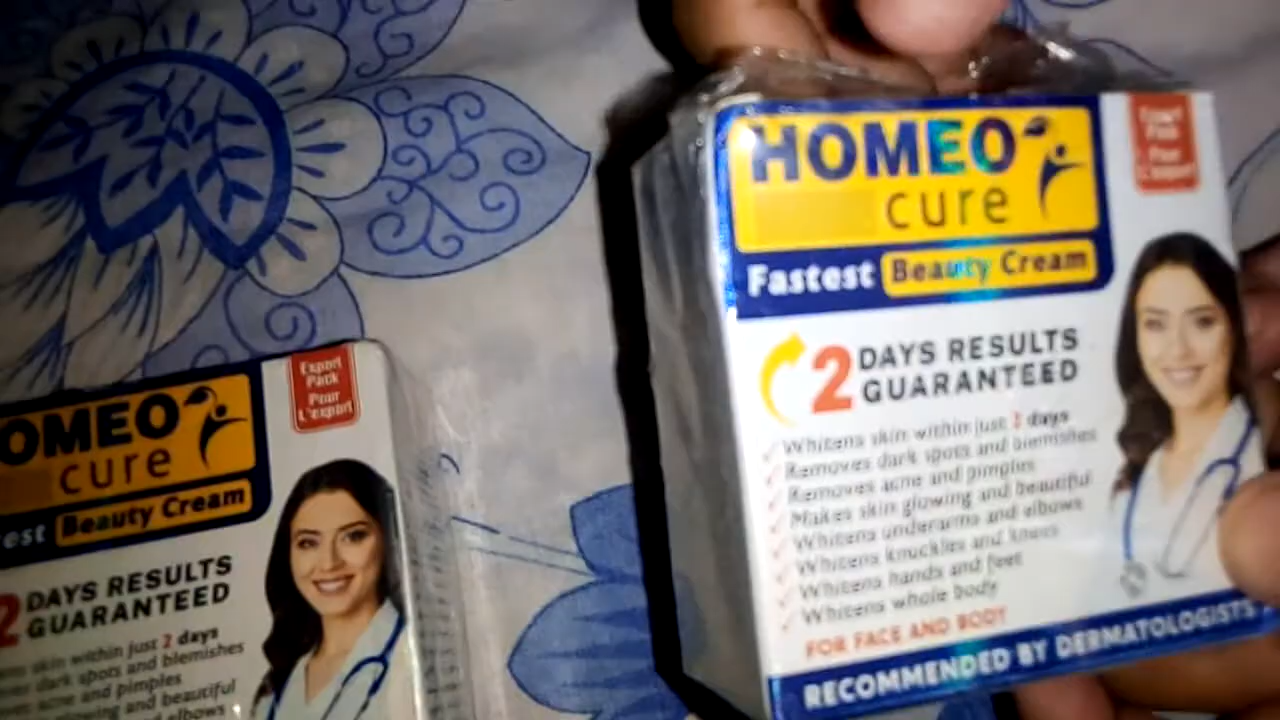 HOMEO
cure
Fastest Beauty Cream
2 DAYS RESULTS
GUARANTEED
Whitens skin within just 2 days
Removes dark spots and blemishes
Removes acne and pimples
Makes skin glowing and beautiful
Whitens underarms and elbows
Whitens knuckles and knees
Whitens hands and feet
Whitens whole body
FOR FACE AND BODY
RECOMMENDED BY DERMATOLOGISTS
Export
Pack
Pour
L'export
OMEO
cure
est Beauty Cream
2 DAYS RESULTS
GUARANTEED
skin within just 2 days
dark spots and blemishes
acne and pimples
glowing and beautiful
elbows
Export
Pack
Pour
L'export